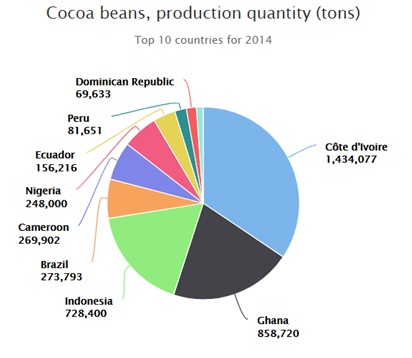 Cocoa beans, production quantity (tons)
Top 10 countries for 2014
Dominican Republic
69,633
Peru
81,651
Ecuador
156,216
Nigeria
248,000
Cameroon
269,902
Brazil
273,793
Indonesia
728,400
Ghana
858,720
Côte d'Ivoire
1,434,077